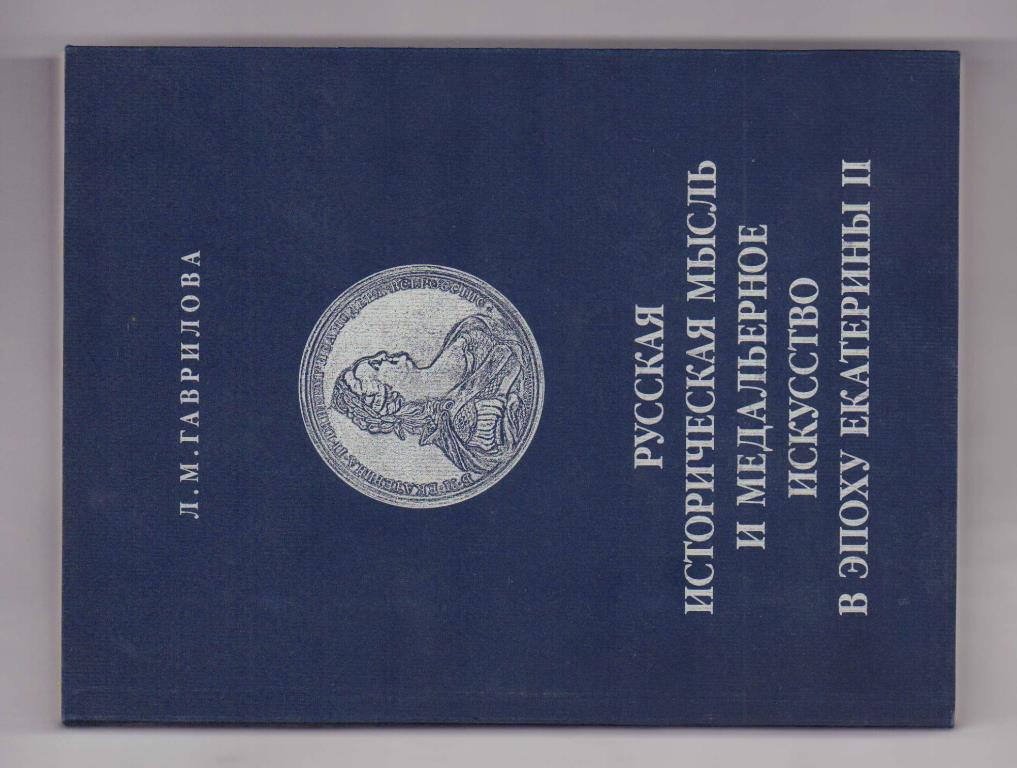 Л.М.ГАВРИЛОВА
РУССКАЯ
ИСТОРИЧЕСКАЯ МЫСЛЬ
И МЕДАЛЬЕРНОЕ
ИСКУССТВО
В ЭПОХУ ЕКАТЕРИНЫ II